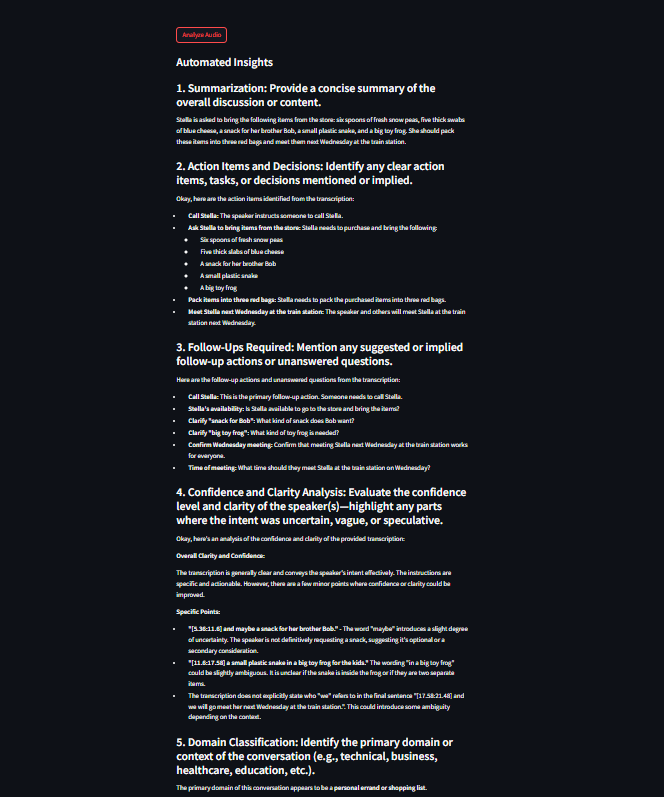 Analyze Audio
Automated Insights
1. Summarization: Provide a concise summary of the
overall discussion or content.
Stella is asked to bring the following items from the store: six spoons of fresh snow peas, five thick swabs
of blue cheese, a snack for her brother Bob, a small plastic snake, and a big toy frog. She should pack
these items into three red bags and meet them next Wednesday at the train station.
2. Action Items and Decisions: Identify any clear action
items, tasks, or decisions mentioned or implied.
Okay, here are the action items identified from the transcription:
• Call Stella: The speaker instructs someone to call Stella.
• Ask Stella to bring items from the store: Stella needs to purchase and bring the following:
• Six spoons of fresh snow peas
• Five thick slabs of blue cheese
• A snack for her brother Bob
• A small plastic snake
• A big toy frog
• Pack items into three red bags: Stella needs to pack the purchased items into three red bags.
• Meet Stella next Wednesday at the train station: The speaker and others will meet Stella at the train
station next Wednesday.
3. Follow-Ups Required: Mention any suggested or implied
follow-up actions or unanswered questions.
Here are the follow-up actions and unanswered questions from the transcription:
• Call Stella: This is the primary follow-up action. Someone needs to call Stella.
• Stella's availability: Is Stella available to go to the store and bring the items?
• Clarify "snack for Bob": What kind of snack does Bob want?
• Clarify "big toy frog": What kind of toy frog is needed?
• Confirm Wednesday meeting: Confirm that meeting Stella next Wednesday at the train station works
for everyone.
• Time of meeting: What time should they meet Stella at the train station on Wednesday?
4. Confidence and Clarity Analysis: Evaluate the confidence
level and clarity of the speaker(s)—highlight any parts
where the intent was uncertain, vague, or speculative.
Okay, here's an analysis of the confidence and clarity of the provided transcription:
Overall Clarity and Confidence:
The transcription is generally clear and conveys the speaker's intent effectively. The instructions are
specific and actionable. However, there are a few minor points where confidence or clarity could be
improved.
Specific Points:
• "[5.38:11.6] and maybe a snack for her brother Bob." - The word "maybe" introduces a slight degree
of uncertainty. The speaker is not definitively requesting a snack, suggesting it's optional or a
secondary consideration.
• "[11.6:17.58] a small plastic snake in a big toy frog for the kids." The wording "in a big toy frog"
could be slightly ambiguous. It is unclear if the snake is inside the frog or if they are two separate
items.
• The transcription does not explicitly state who "we" refers to in the final sentence "[17.58:21.48] and
we will go meet her next Wednesday at the train station.". This could introduce some ambiguity
depending on the context.
5. Domain Classification: Identify the primary domain or
context of the conversation (e.g., technical, business,
healthcare, education, etc.).
The primary domain of this conversation appears to be a personal errand or shopping list.